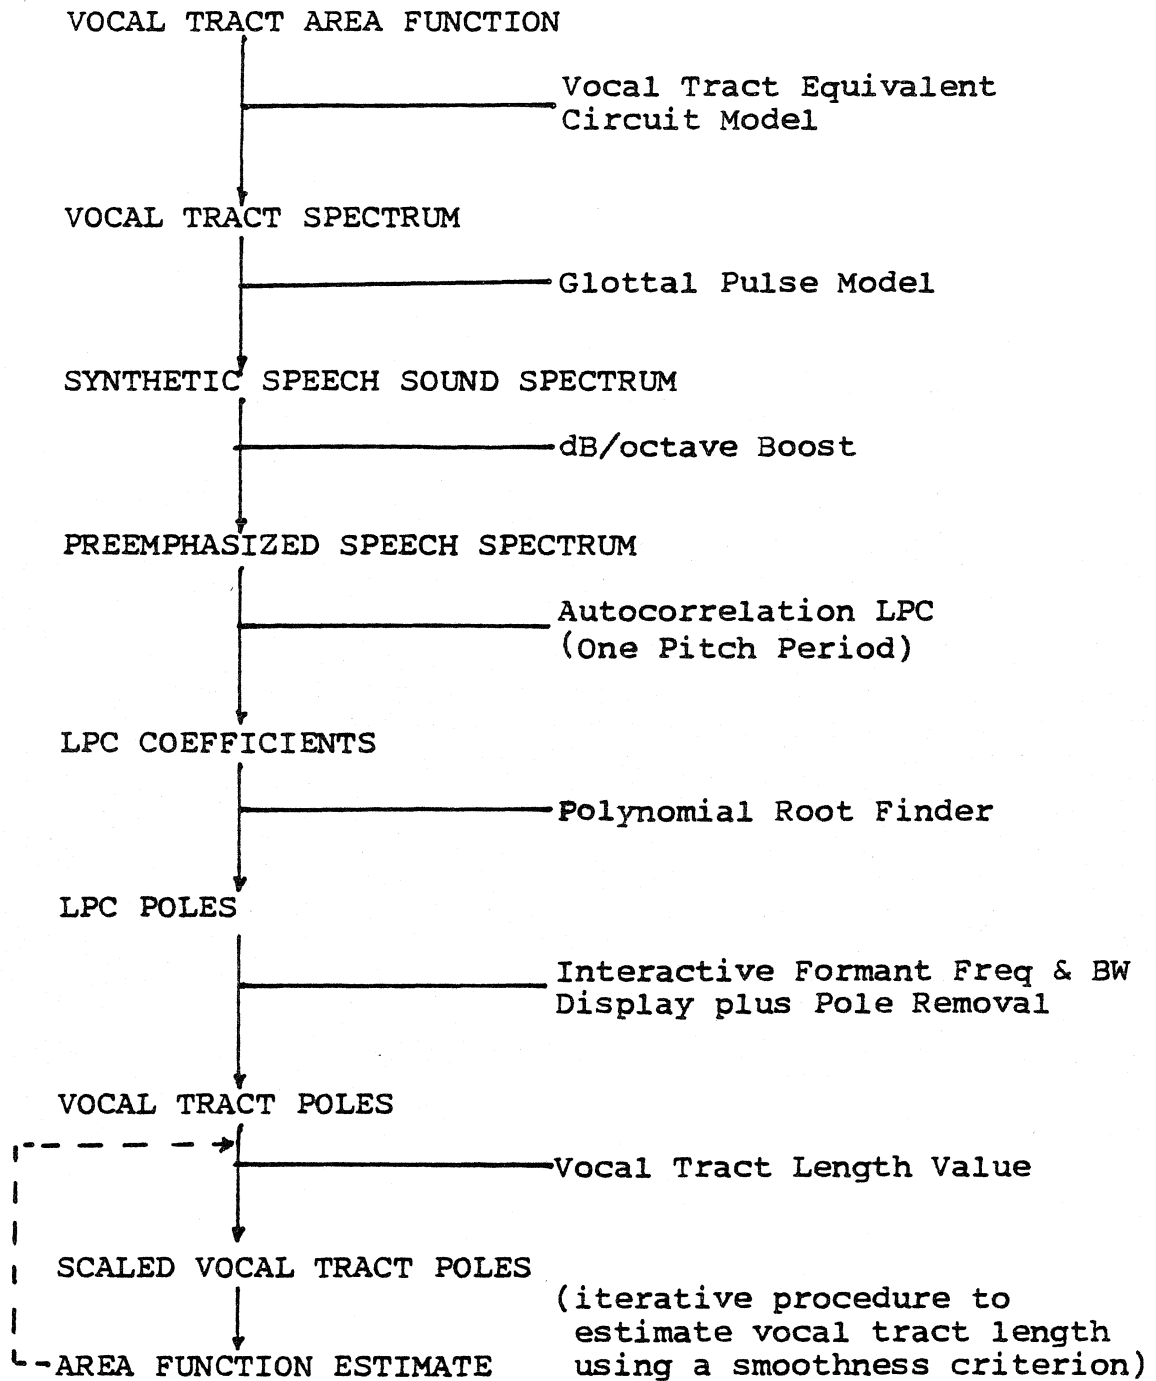 VOCAL TRACT AREA FUNCTION
Vocal Tract Equivalent
Circuit Model
VOCAL TRACT SPECTRUM
Glottal Pulse Model
SYNTHETIC SPEECH SOUND SPECTRUM
dB/octave Boost
PREEMPHASIZED SPEECH SPECTRUM
Autocorrelation LPC
(One Pitch Period)
LPC COEFFICIENTS
Polynomial Root Finder
LPC POLES
Interactive Formant Freq & BW
Display plus Pole Removal
VOCAL TRACT POLES
Vocal Tract Length Value
SCALED VOCAL TRACT POLES
(iterative procedure to
estimate vocal tract length
using a smoothness criterion)
AREA FUNCTION ESTIMATE